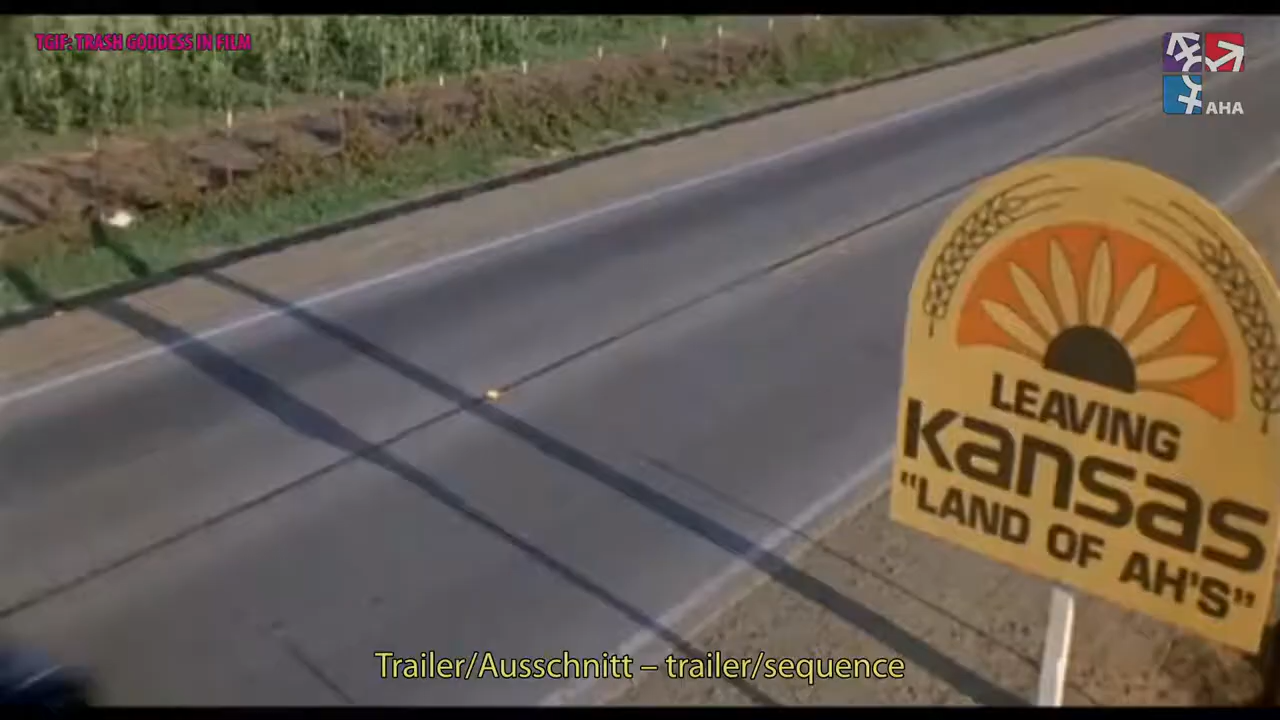 TGIF: TRASH GODDESS IN FILM
AHA
LEAVING
Kansas
"LAND OF AH'S"
Trailer/Ausschnitt – trailer/sequence